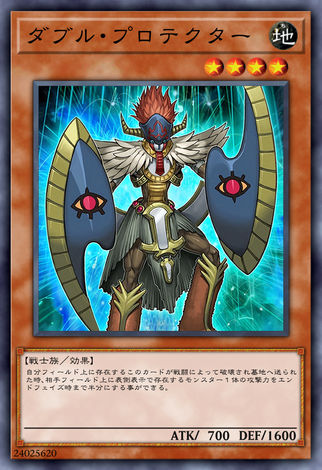 ダブル・プロテクター
地
【戦士族／効果】
自分フィールド上に存在するこのカードが戦闘によって破壊され墓地へ送ら
れた時、相手フィールド上に表側表示で存在するモンスター１体の攻撃力をエン
ドフェイズ時まで半分にする事ができる。
ATK/ 700 DEF/1600
24025620